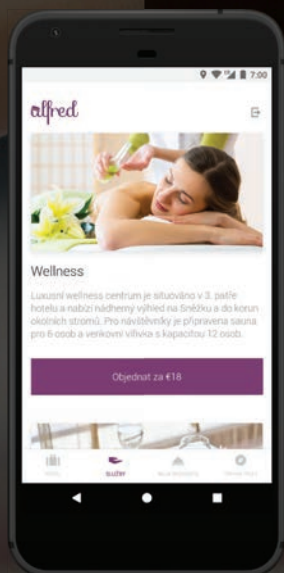 7:00
alfred
Wellness
Luxusní wellness centrum je situováno v 3. patře
hotelu a nabízí nádherný výhled na Sněžku a do korun
okolních stromů. Pro návštěvníky je připravena sauna
pro 6 osob a venkovní vířivka s kapacitou 12 osob.
Objednat za €18
SLUŽBY